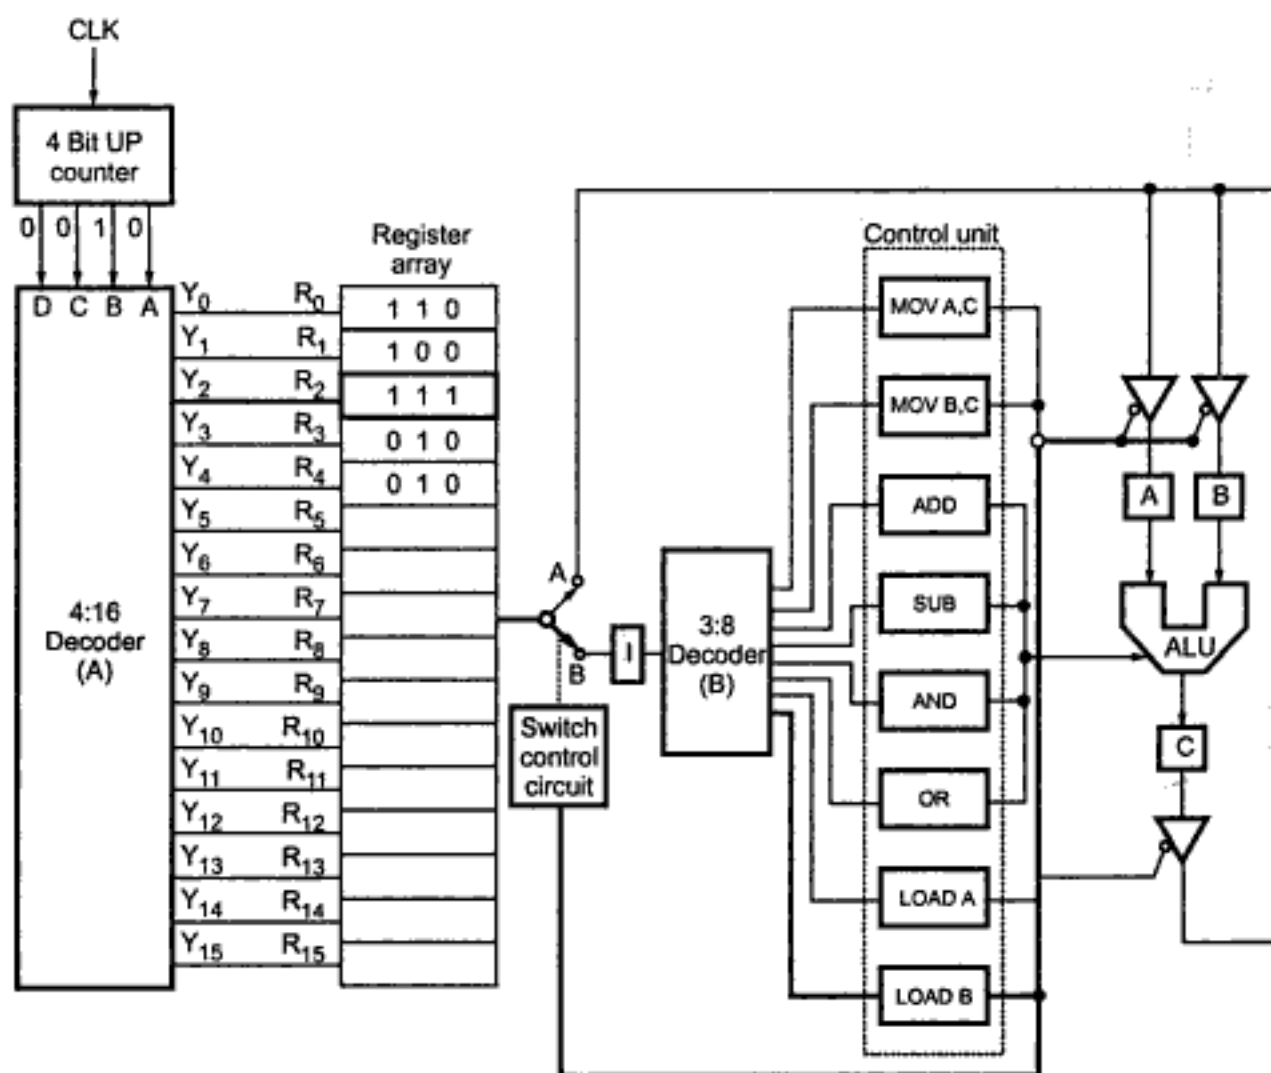 CLK
4 Bit UP
counter
0 0 1 0
D C B A
4:16
Decoder
(A)
Register
array
Y0 R0 1 1 0
Y1 R1 1 0 0
Y2 R2 1 1 1
Y3 R3 0 1 0
Y4 R4 0 1 0
Y5 R5
Y6 R6
Y7 R7
Y8 R8
Y9 R9
Y10 R10
Y11 R11
Y12 R12
Y13 R13
Y14 R14
Y15 R15
A
B
Switch
control
circuit
I
3:8
Decoder
(B)
Control unit
MOV A,C
MOV B,C
ADD
SUB
AND
OR
LOAD A
LOAD B
A
B
ALU
C